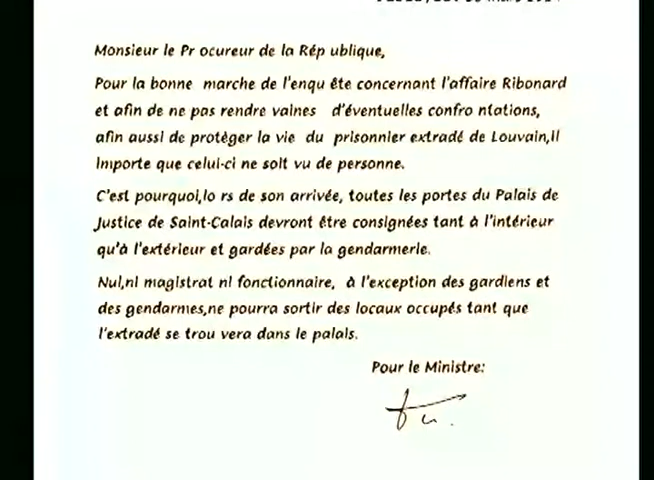 Monsieur le Pr ocureur de la Rép ublique,
Pour la bonne marche de l'enqu ête concernant l'affaire Ribonard
et afin de ne pas rendre vaines d'éventuelles confro ntations,
afin aussi de protéger la vie du prisonnier extradé de Louvain,il
importe que celui-ci ne soit vu de personne.
C'est pourquoi,lo rs de son arrivée, toutes les portes du Palais de
Justice de Saint-Calais devront être consignées tant à l'intérieur
qu'à l'extérieur et gardées par la gendarmerie.
Nul,ni magistrat ni fonctionnaire, à l'exception des gardiens et
des gendarmes,ne pourra sortir des locaux occupés tant que
l'extradé se trou vera dans le palais.
Pour le Ministre: